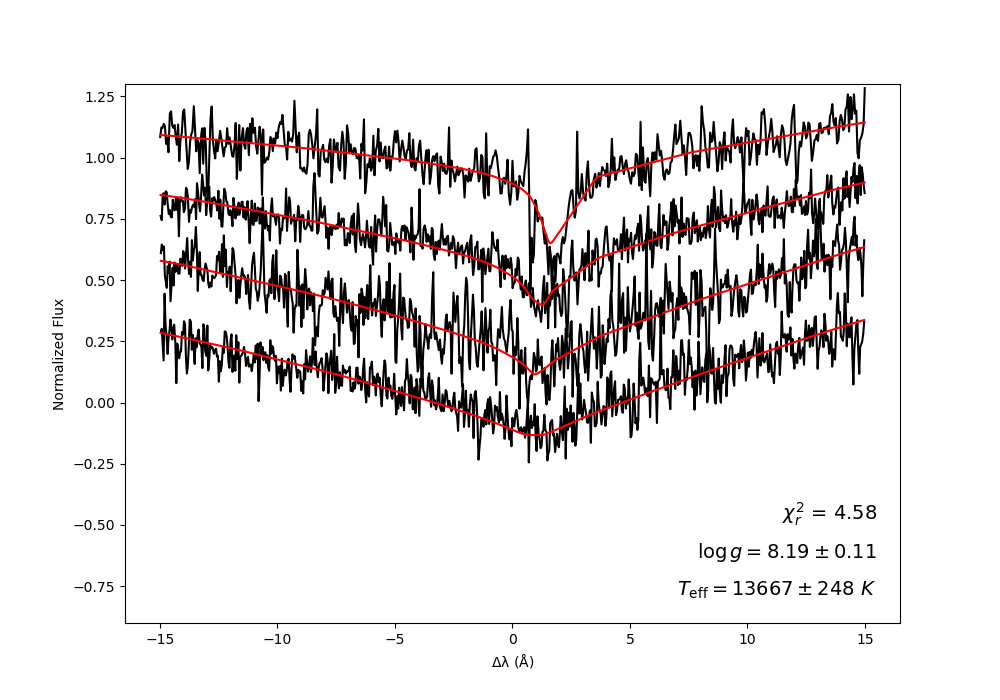 1.25
1.00
0.75
0.50
0.25
0.00
−0.25
−0.50
−0.75
Normalized Flux
χ²ᵣ = 4.58
log g = 8.19 ± 0.11
T_eff = 13667 ± 248 K
−15 −10 −5 0 5 10 15
Δλ (Å)